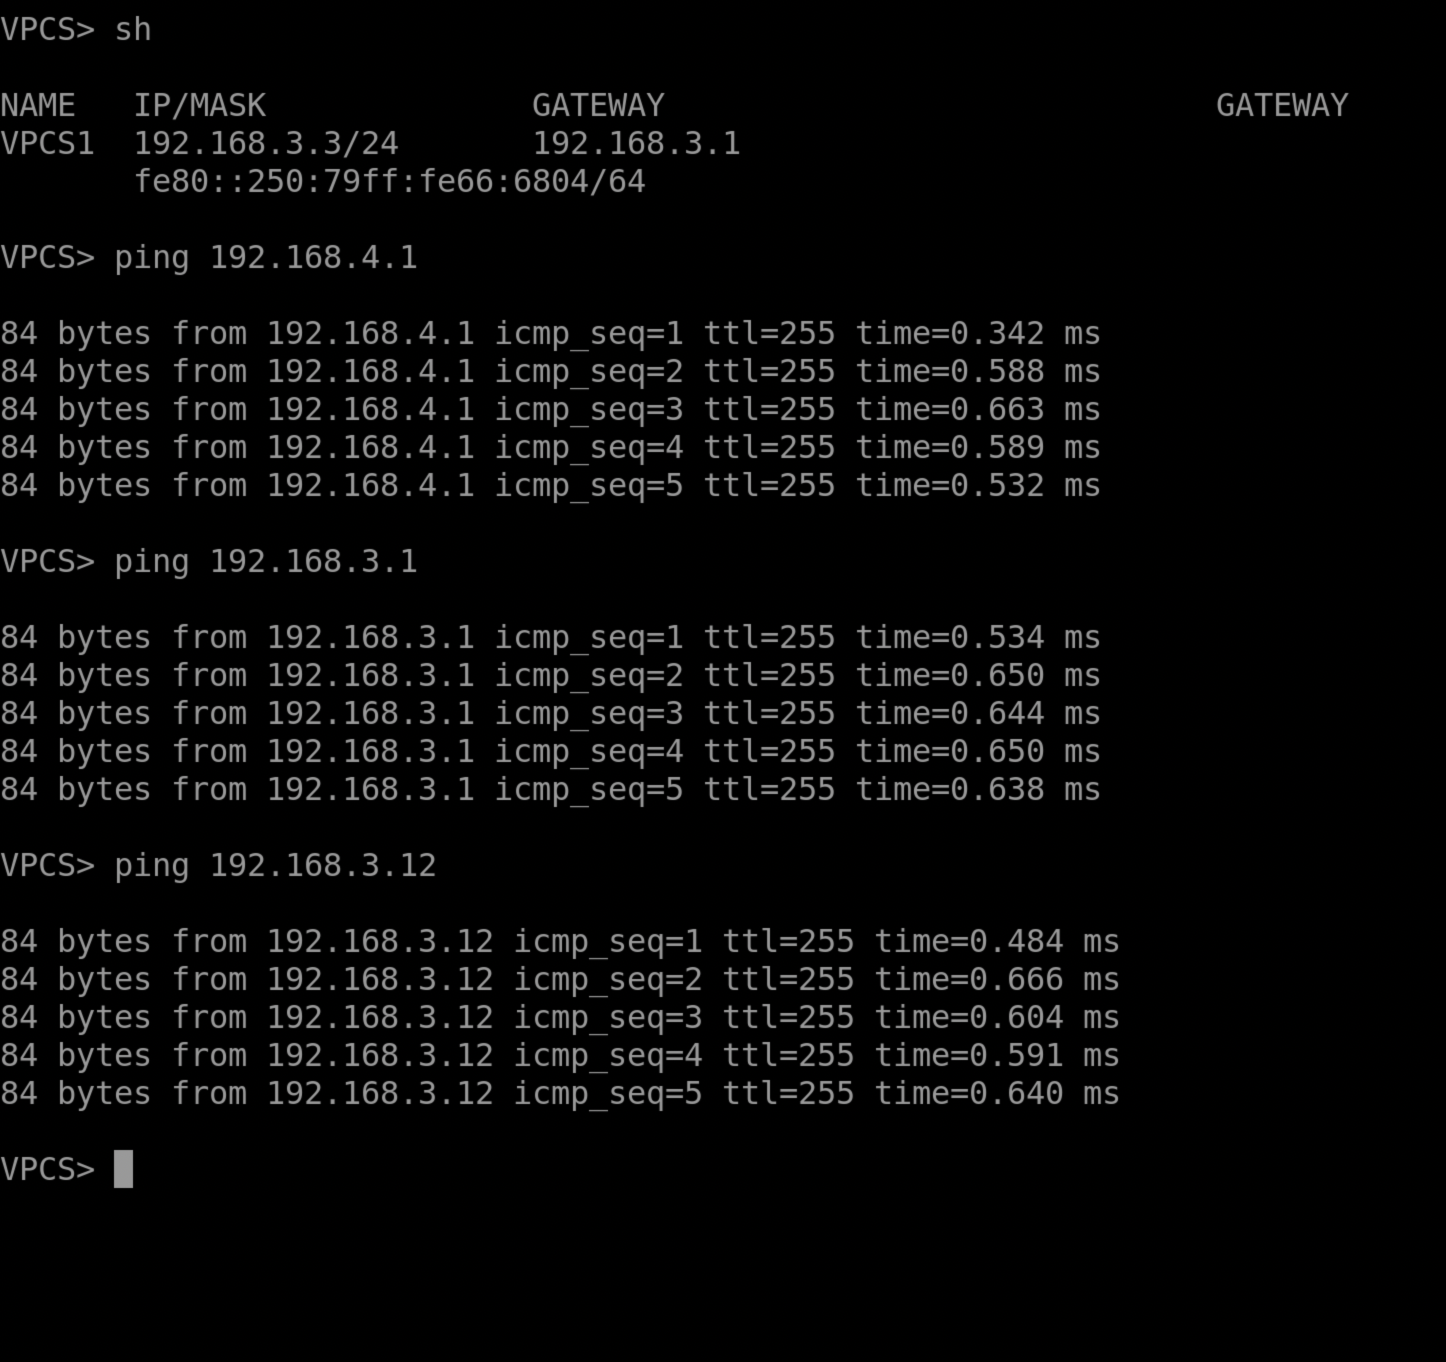 VPCS> sh
NAME   IP/MASK              GATEWAY                             GATEWAY
VPCS1  192.168.3.3/24       192.168.3.1
       fe80::250:79ff:fe66:6804/64
VPCS> ping 192.168.4.1
84 bytes from 192.168.4.1 icmp_seq=1 ttl=255 time=0.342 ms
84 bytes from 192.168.4.1 icmp_seq=2 ttl=255 time=0.588 ms
84 bytes from 192.168.4.1 icmp_seq=3 ttl=255 time=0.663 ms
84 bytes from 192.168.4.1 icmp_seq=4 ttl=255 time=0.589 ms
84 bytes from 192.168.4.1 icmp_seq=5 ttl=255 time=0.532 ms
VPCS> ping 192.168.3.1
84 bytes from 192.168.3.1 icmp_seq=1 ttl=255 time=0.534 ms
84 bytes from 192.168.3.1 icmp_seq=2 ttl=255 time=0.650 ms
84 bytes from 192.168.3.1 icmp_seq=3 ttl=255 time=0.644 ms
84 bytes from 192.168.3.1 icmp_seq=4 ttl=255 time=0.650 ms
84 bytes from 192.168.3.1 icmp_seq=5 ttl=255 time=0.638 ms
VPCS> ping 192.168.3.12
84 bytes from 192.168.3.12 icmp_seq=1 ttl=255 time=0.484 ms
84 bytes from 192.168.3.12 icmp_seq=2 ttl=255 time=0.666 ms
84 bytes from 192.168.3.12 icmp_seq=3 ttl=255 time=0.604 ms
84 bytes from 192.168.3.12 icmp_seq=4 ttl=255 time=0.591 ms
84 bytes from 192.168.3.12 icmp_seq=5 ttl=255 time=0.640 ms
VPCS>